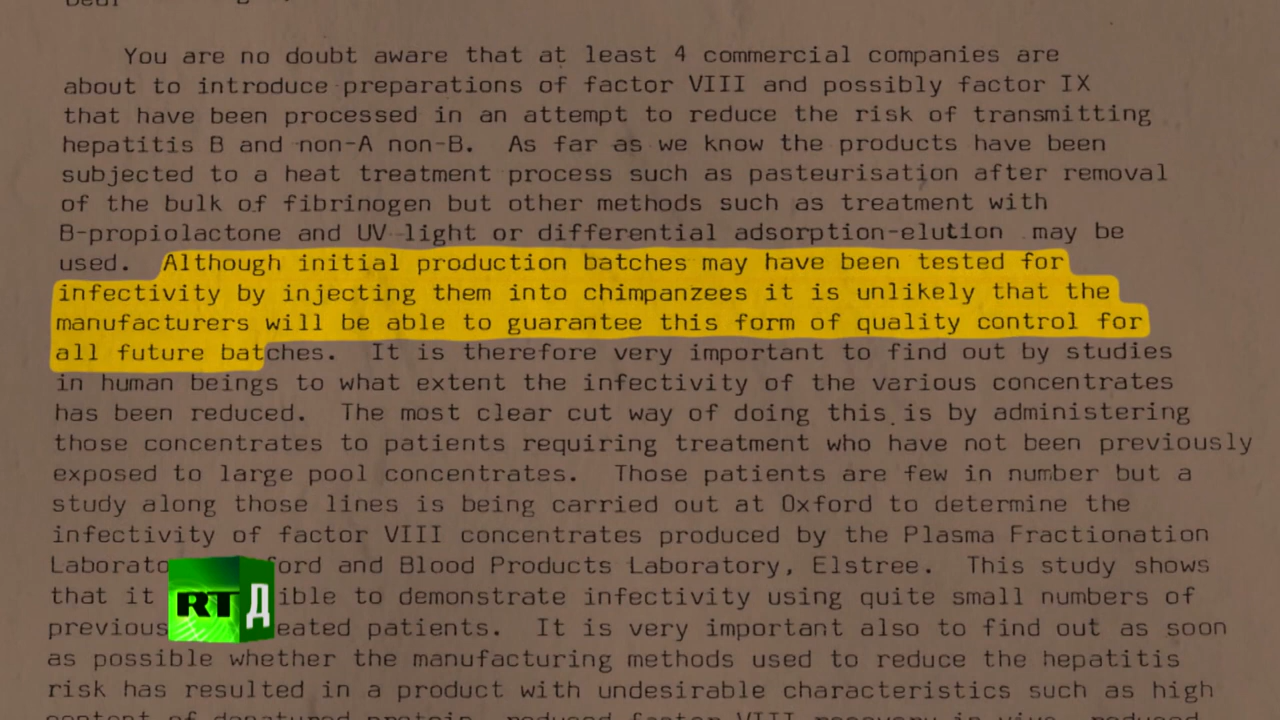 You are no doubt aware that at least 4 commercial companies are
about to introduce preparations of factor VIII and possibly factor IX
that have been processed in an attempt to reduce the risk of transmitting
hepatitis B and non-A non-B. As far as we know the products have been
subjected to a heat treatment process such as pasteurisation after removal
of the bulk of fibrinogen but other methods such as treatment with
B-propiolactone and UV light or differential adsorption-elution may be
used. Although initial production batches may have been tested for
infectivity by injecting them into chimpanzees it is unlikely that the
manufacturers will be able to guarantee this form of quality control for
all future batches. It is therefore very important to find out by studies
in human beings to what extent the infectivity of the various concentrates
has been reduced. The most clear cut way of doing this is by administering
those concentrates to patients requiring treatment who have not been previously
exposed to large pool concentrates. Those patients are few in number but a
study along those lines is being carried out at Oxford to determine the
infectivity of factor VIII concentrates produced by the Plasma Fractionation
Laborato ford and Blood Products Laboratory, Elstree. This study shows
that it ible to demonstrate infectivity using quite small numbers of
previous eated patients. It is very important also to find out as soon
as possible whether the manufacturing methods used to reduce the hepatitis
risk has resulted in a product with undesirable characteristics such as high
RT Д